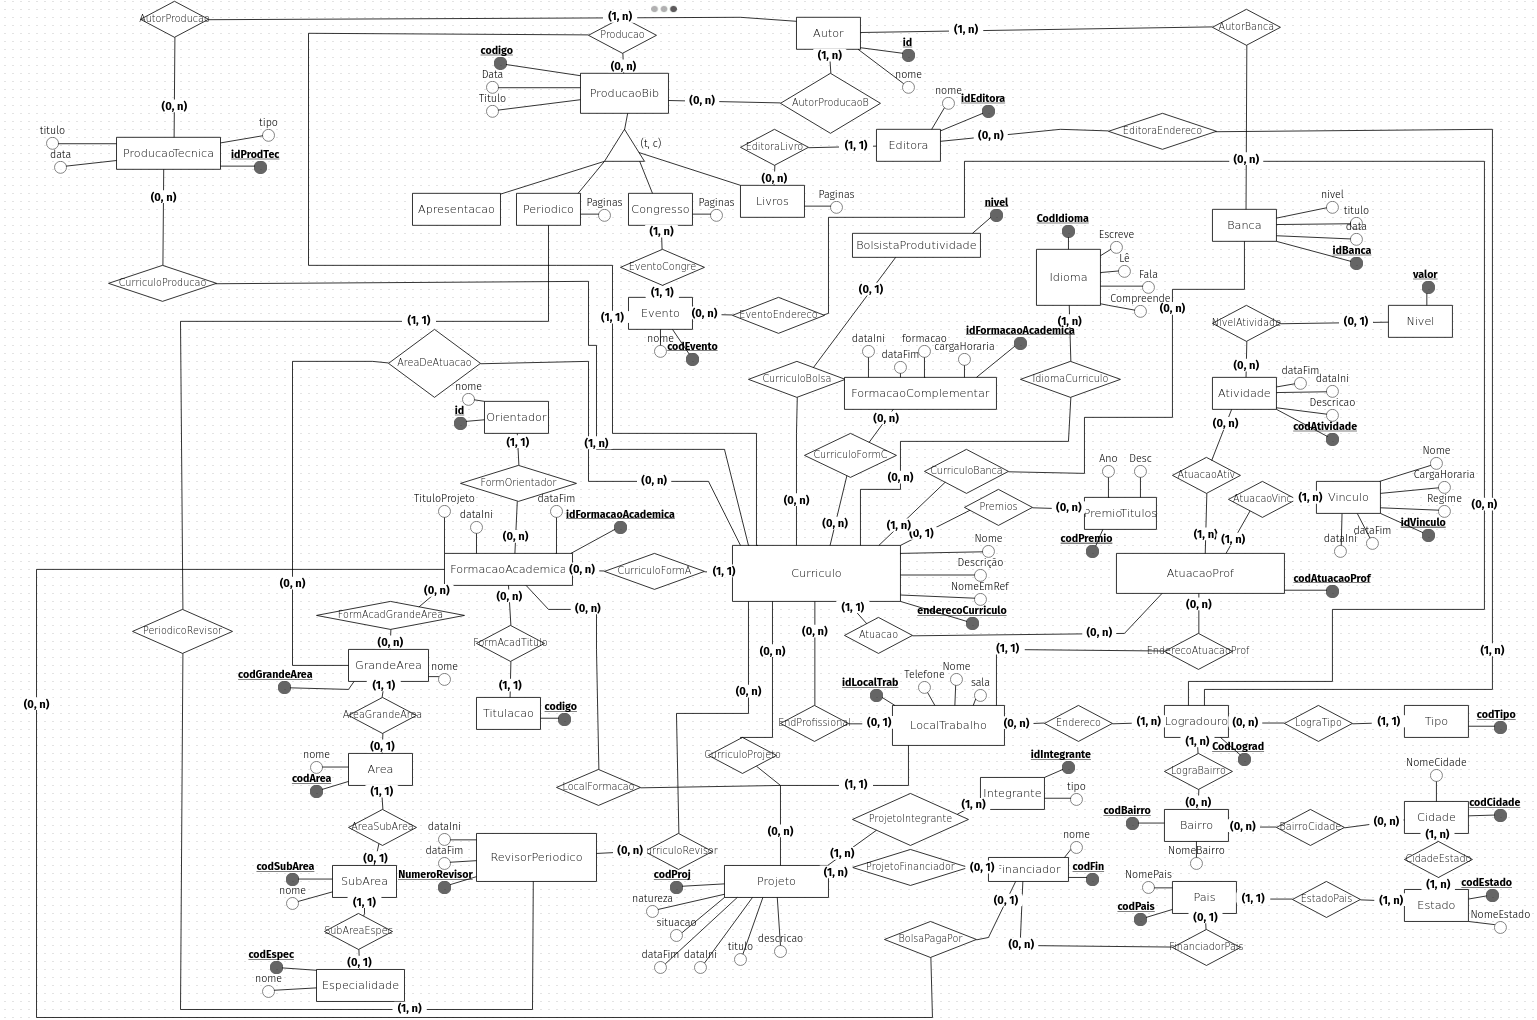 AutorProducao
(1, n)
Producao
Autor
(1, n)
AutorBanca
codigo
id
Data
(0, n)
(1, n)
nome
Titulo
ProducaoBib
(0, n)
AutorProducaoB
nome
idEditora
(0, n)
titulo
tipo
(t, c)
EditoraLivro
(1, 1)
Editora
(0, n)
EditoraEndereco
data
ProducaoTecnica
idProdTec
(0, n)
(0, n)
(0, n)
Apresentacao
Periodico
Paginas
Congresso
Paginas
Livros
Paginas
nivel
nivel
titulo
data
Banca
idBanca
(1, n)
BolsistaProdutividade
CodIdioma
Escreve
Lê
Fala
Compreende
Idioma
CurriculoProducao
EventoCongre
(1, 1)
(0, 1)
valor
(0, n)
(1, 1)
(1, 1)
Evento
(0, n)
EventoEndereco
(1, n)
NivelAtividade
(0, 1)
Nivel
nome
codEvento
dataIni
dataFim
formacao
cargaHoraria
idFormacaoAcademica
AreaDeAtuacao
(0, n)
CurriculoBolsa
FormacaoComplementar
IdiomaCurriculo
Atividade
dataFim
dataIni
Descricao
codAtividade
nome
id
Orientador
(0, n)
(0, n)
(1, 1)
(1, n)
CurriculoFormC
Nome
CargaHoraria
Regime
FormOrientador
(0, n)
(0, n)
CurriculoBanca
Ano
Desc
AtuacaoAtiv
AtuacaoVinc
(1, n)
Vinculo
idVinculo
dataIni
dataFim
TituloProjeto
dataIni
dataFim
idFormacaoAcademica
(0, n)
(0, n)
(1, n)
(0, 1)
Premios
(0, n)
PremioTitulos
codPremio
(1, n)
(1, n)
(0, n)
(0, n)
FormacaoAcademica
(0, n)
CurriculoFormA
(1, 1)
Curriculo
Nome
Descrição
NomeEmRef
enderecoCurriculo
AtuacaoProf
codAtuacaoProf
(0, n)
(0, n)
(0, n)
(0, n)
(1, 1)
(0, n)
FormAcadGrandeArea
PeriodicoRevisor
(0, n)
FormAcadTitulo
(0, n)
(0, n)
Atuacao
(0, n)
(1, 1)
EnderecoAtuacaoProf
(1, n)
GrandeArea
nome
codGrandeArea
(1, 1)
(1, 1)
(0, n)
idLocalTrab
Telefone
Nome
sala
(0, n)
AreaGrandeArea
Titulacao
codigo
EndProfissional
(0, 1)
LocalTrabalho
(0, n)
Endereco
(1, n)
Logradouro
(0, n)
LograTipo
(1, 1)
Tipo
codTipo
(0, 1)
(1, n)
CodLograd
nome
codArea
Area
CurriculoProjeto
idIntegrante
LograBairro
NomeCidade
(1, 1)
LocalFormacao
(1, 1)
Integrante
tipo
(1, n)
(0, n)
codBairro
Bairro
(0, n)
BairroCidade
(0, n)
Cidade
codCidade
AreaSubArea
dataIni
dataFim
(0, n)
ProjetoIntegrante
nome
NomeBairro
(1, n)
(0, 1)
RevisorPeriodico
(0, n)
(1, n)
CidadeEstado
codSubArea
SubArea
nome
NumeroRevisor
codProj
Projeto
(1, n)
ProjetoFinanciador
(0, 1)
codFin
NomePais
codPais
Pais
(1, 1)
EstadoPais
(1, n)
(1, n)
Estado
codEstado
NomeEstado
(1, 1)
natureza
situacao
dataFim
dataIni
titulo
descricao
(0, 1)
(0, 1)
SubAreaEspec
BolsaPagaPor
(0, n)
FinanciadorPais
codEspec
nome
(0, 1)
Especialidade
(1, n)